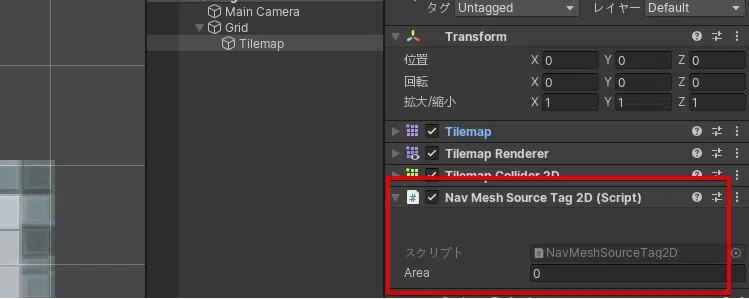 Main Camera
Grid
Tilemap
タグ Untagged レイヤー Default
Transform
位置 X 0 Y 0 Z 0
回転 X 0 Y 0 Z 0
拡大/縮小 X 1 Y 1 Z 1
Tilemap
Tilemap Renderer
Tilemap Collider 2D
# Nav Mesh Source Tag 2D (Script)
スクリプト NavMeshSourceTag2D
Area 0